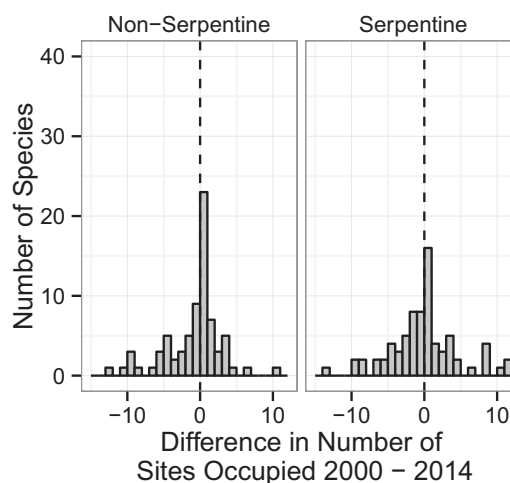 Non−Serpentine
Serpentine
Number of Species
40
30
20
10
0
−10
0
10
−10
0
10
Difference in Number of
Sites Occupied 2000 − 2014